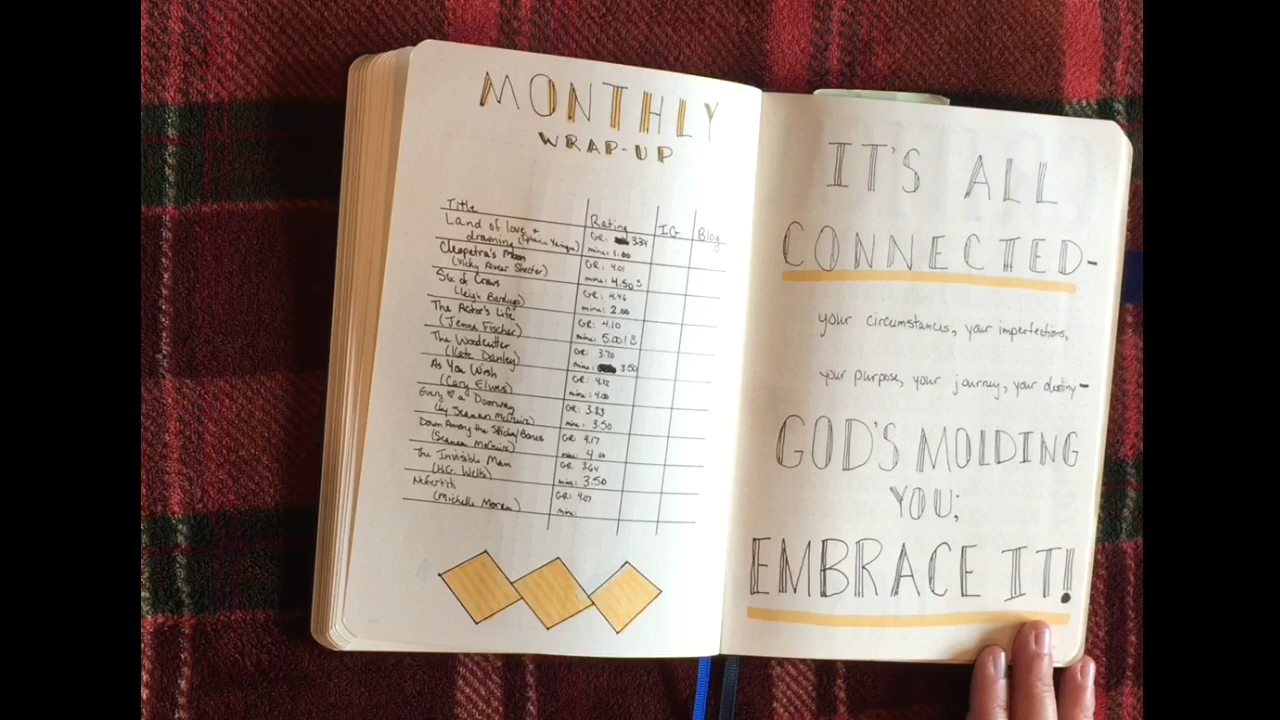 MONTHLY
WRAP-UP
Title Rating IG Blog
Land of love + GR: 3.34
drowning (Tiphanie Yanique) mine: 1.00
Cleopatra's Moon GR: 4.01
(Vicky Alvear Shecter) mine: 4.50
Six of Crows GR: 4.46
(Leigh Bardugo) mine: 2.00
The Actor's Life GR: 4.10
(Jenna Fischer) mine: 5.00!
The Woodcutter GR: 3.70
(Kate Danley) mine: 3.50
As You Wish GR: 4.12
(Cary Elwes) mine: 4.00
Every ♡ a Doorway GR: 3.83
(by Seanan McGuire) mine: 3.50
Down Among the Sticks/Bones GR: 4.17
(Seanan McGuire) mine: 4.00
The Invisible Man GR: 3.64
(H.G. Wells) mine: 3.50
Nefertiti GR: 4.07
(Michelle Moran) mine:
IT'S ALL
CONNECTED-
your circumstances, your imperfections,
your purpose, your journey, your destiny-
GOD'S MOLDING
YOU;
EMBRACE IT!